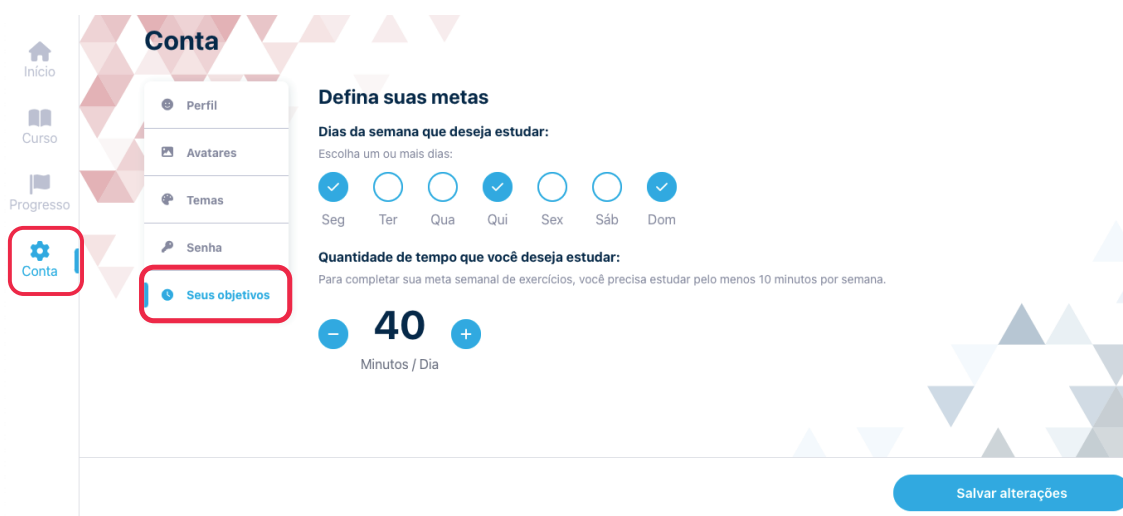 Início
Curso
Progresso
Conta
Conta
Perfil
Avatares
Temas
Senha
Seus objetivos
Defina suas metas
Dias da semana que deseja estudar:
Escolha um ou mais dias:
Seg Ter Qua Qui Sex Sáb Dom
Quantidade de tempo que você deseja estudar:
Para completar sua meta semanal de exercícios, você precisa estudar pelo menos 10 minutos por semana.
− 40 +
Minutos / Dia
Salvar alterações